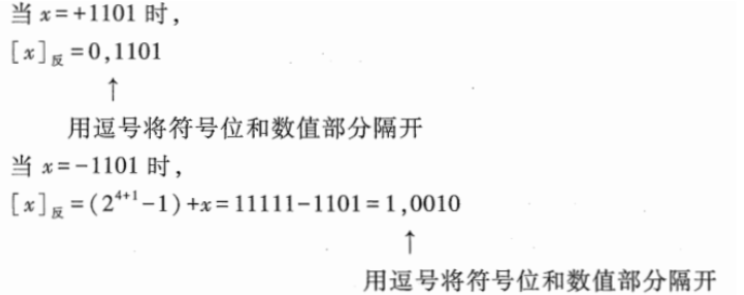 当 x=+1101 时，
[x]反=0,1101
↑
用逗号将符号位和数值部分隔开
当 x=-1101 时，
[x]反=(2⁴⁺¹-1)+x=11111-1101=1,0010
↑
用逗号将符号位和数值部分隔开